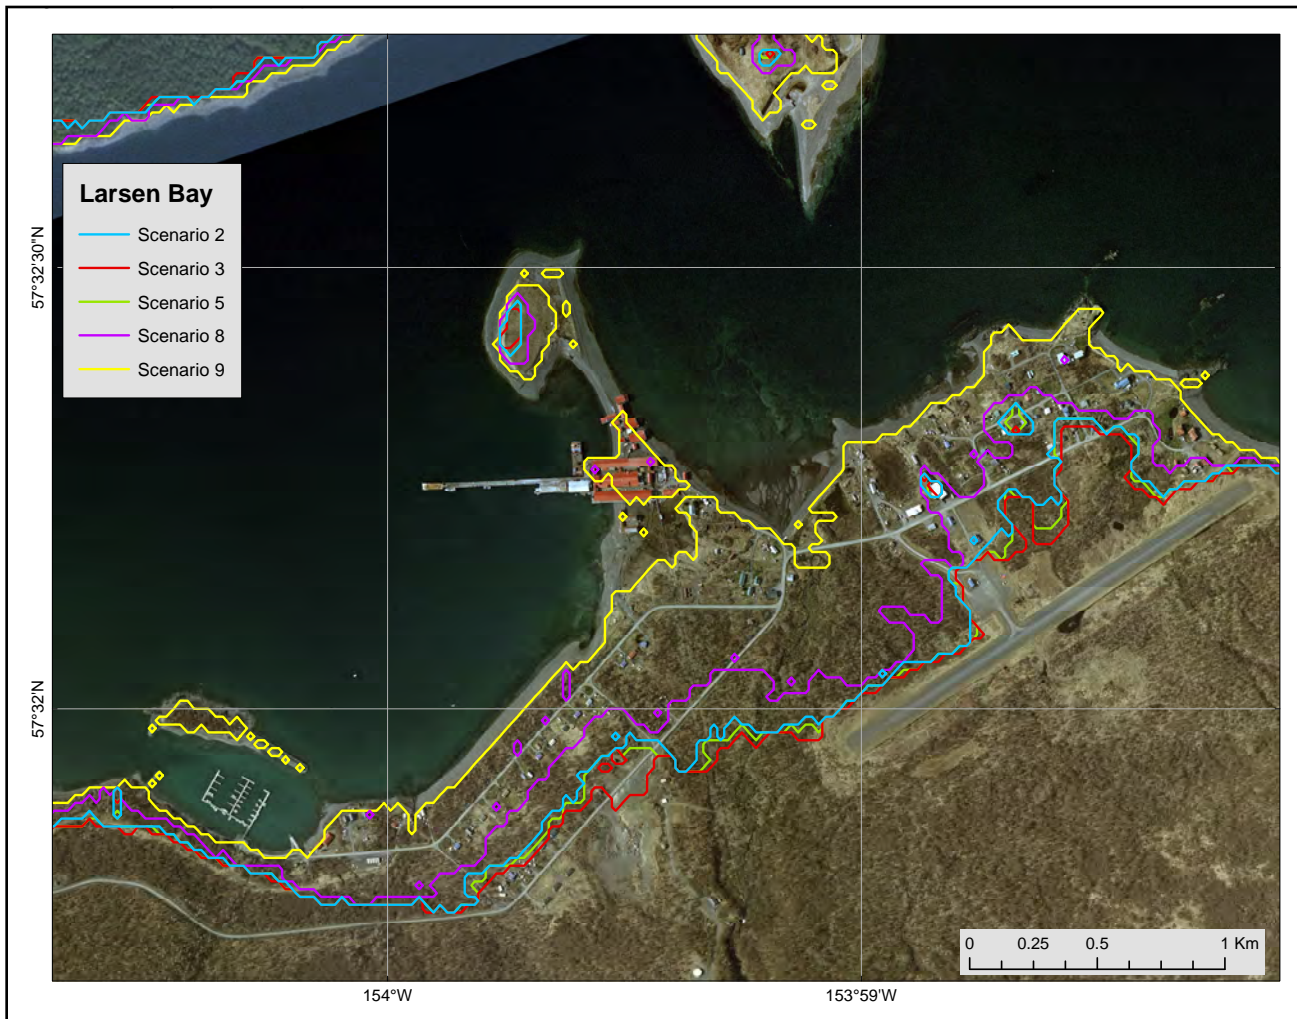 Larsen Bay
Scenario 2
Scenario 3
Scenario 5
Scenario 8
Scenario 9
57°32'30"N
57°32'N
154°W
153°59'W
0 0.25 0.5 1 Km